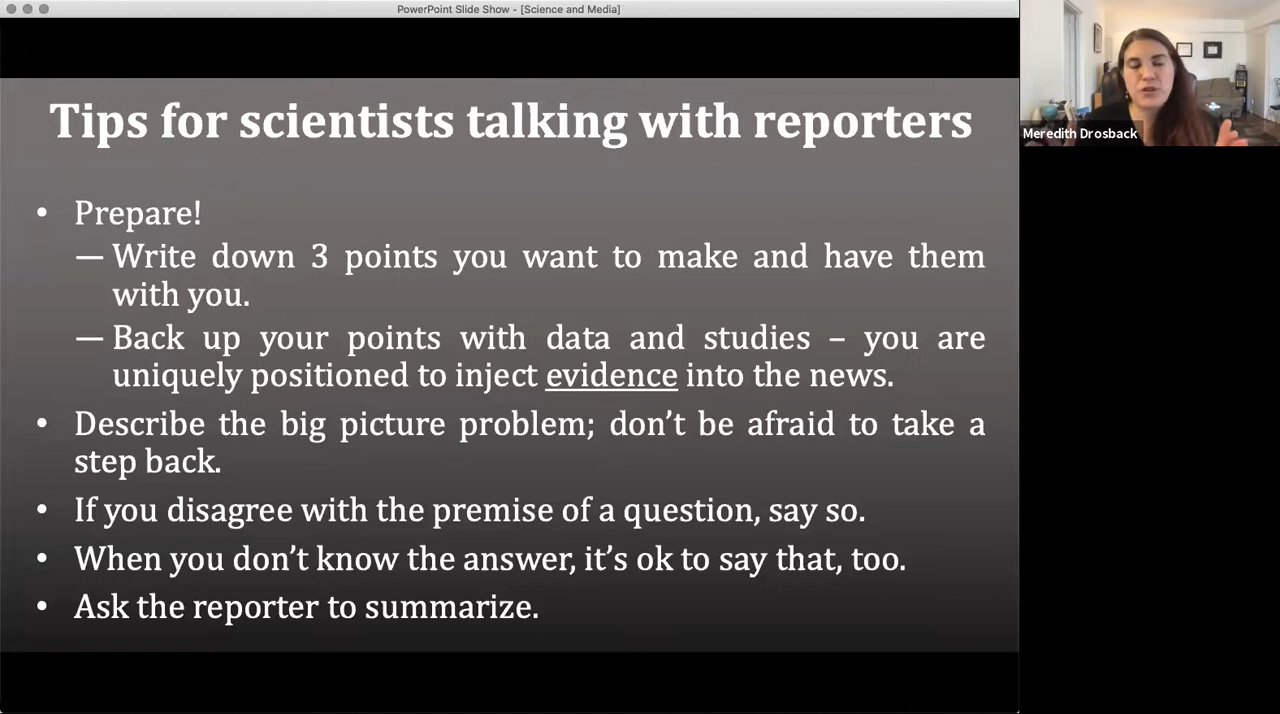 PowerPoint Slide Show - [Science and Media]
Tips for scientists talking with reporters
• Prepare!
— Write down 3 points you want to make and have them
with you.
— Back up your points with data and studies – you are
uniquely positioned to inject evidence into the news.
• Describe the big picture problem; don’t be afraid to take a
step back.
• If you disagree with the premise of a question, say so.
• When you don’t know the answer, it’s ok to say that, too.
• Ask the reporter to summarize.
Meredith Drosback